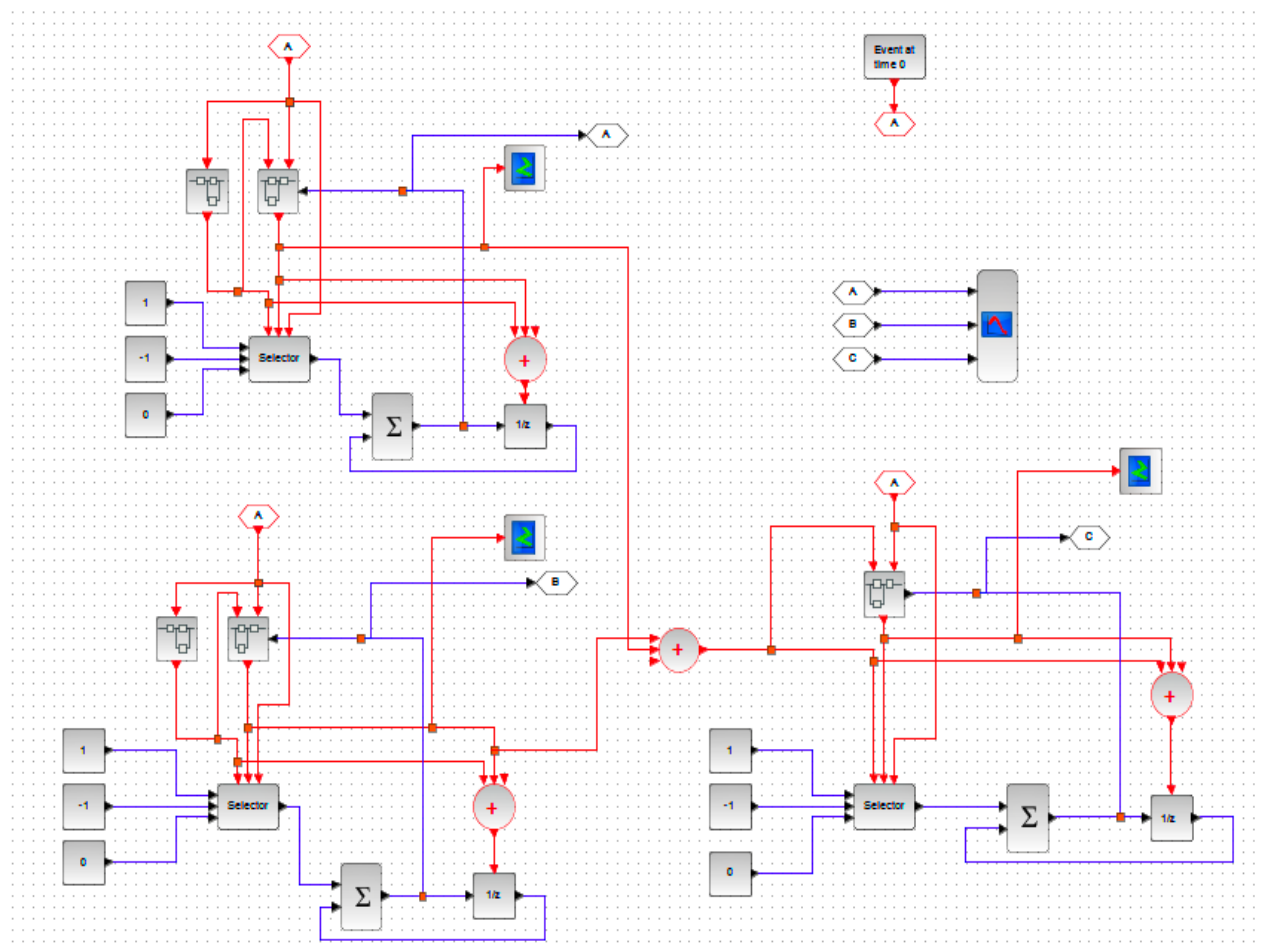 A
Event at
time 0
A
A
1
-1
0
Selector
+
Σ
1/z
A
B
C
A
B
1
-1
0
Selector
+
Σ
1/z
+
A
C
+
1
-1
0
Selector
Σ
1/z